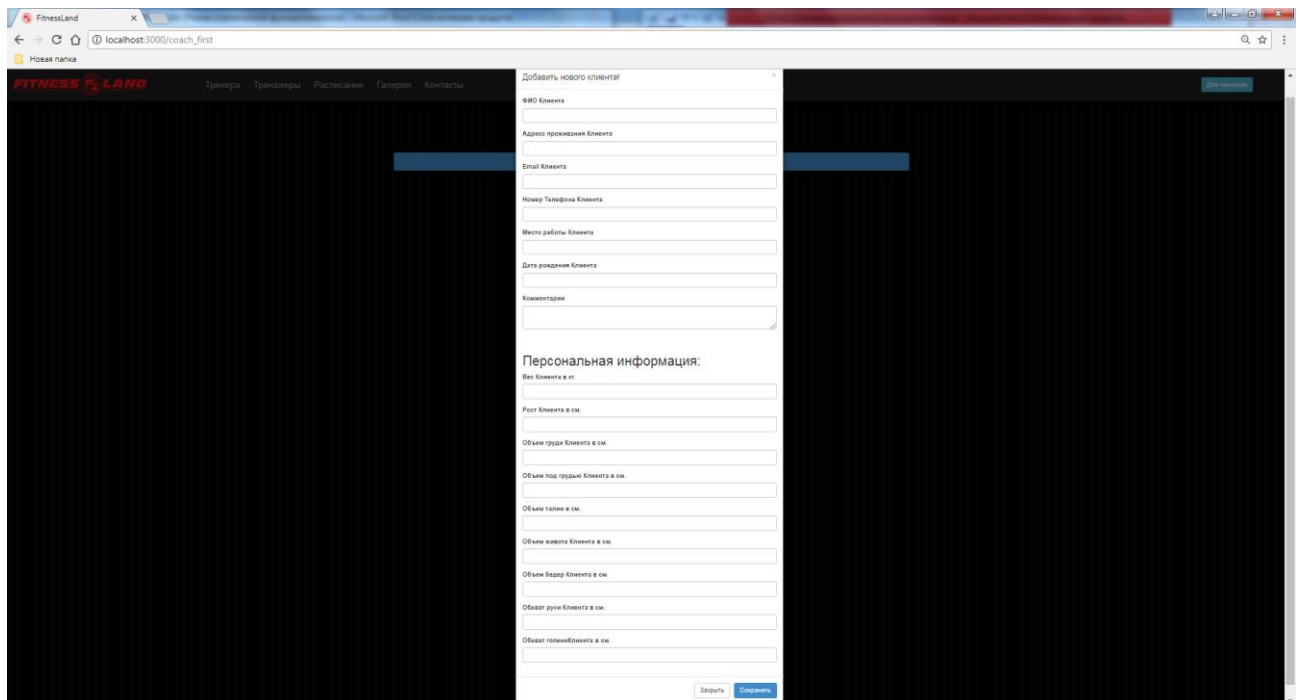 FitnessLand
localhost:3000/coach_first
Новая папка
FITNESS LAND
Тренера Тренажеры Расписание Галерея Контакты
Для тренеров
Добавить нового клиента!
ФИО Клиента
Адресс проживания Клиента
Email Клиента
Номер Телефона Клиента
Место работы Клиента
Дата рождения Клиента
Комментарии
Персональная информация:
Вес Клиента в кг.
Рост Клиента в см.
Объем груди Клиента в см.
Объем под грудью Клиента в см.
Объем талии в см.
Объем живота Клиента в см.
Объем бедер Клиента в см.
Обхват руки Клиента в см.
Обхват голениКлиента в см.
Закрыть Сохранить